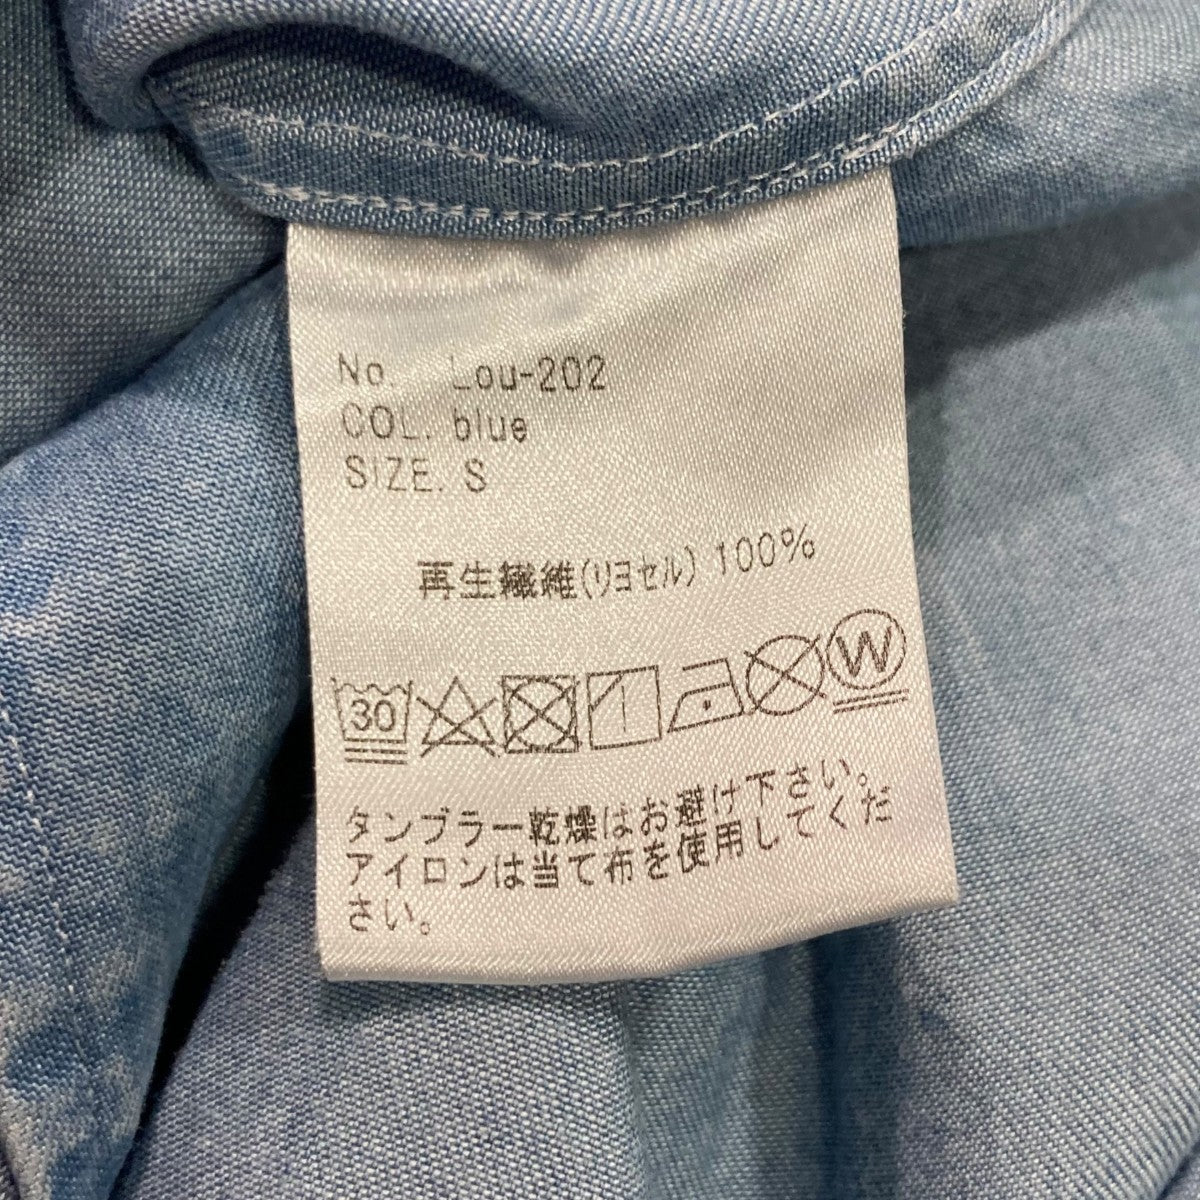 No. Lou-202
COL. blue
SIZE. S
再生繊維(リヨセル) 100%
30 W
タンブラー乾燥はお避け下さい。
アイロンは当て布を使用してくだ
さい。